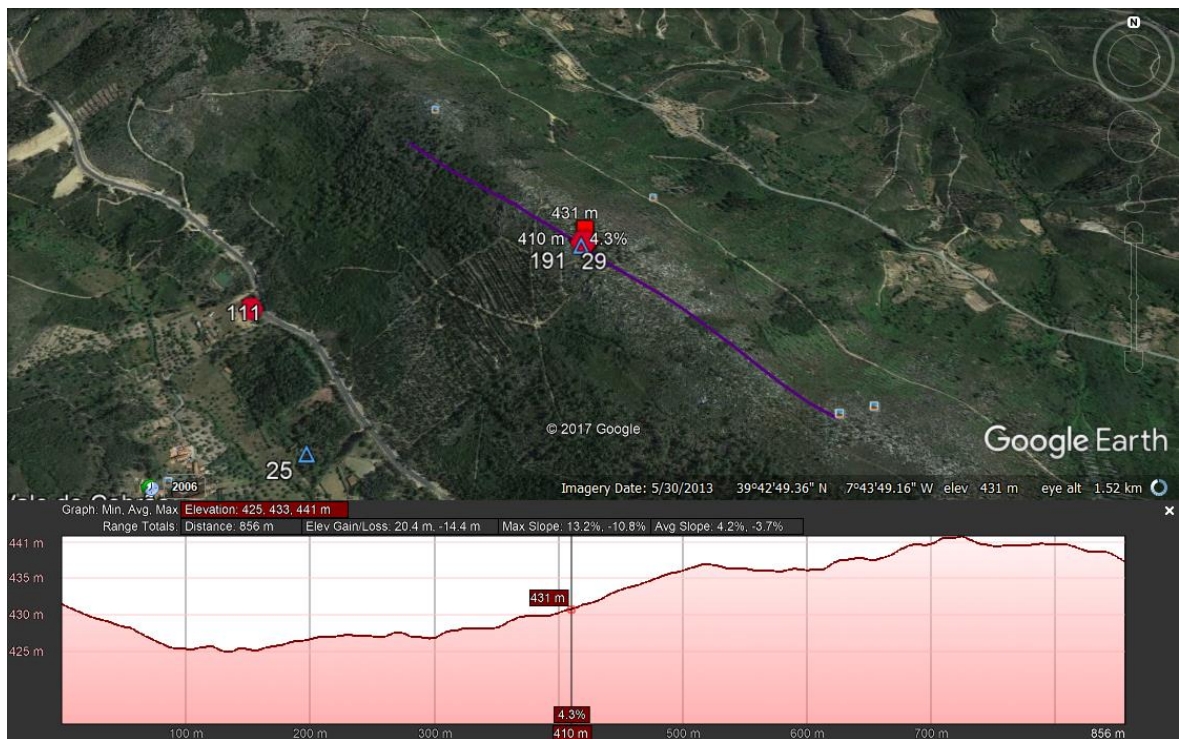 N
431 m
410 m 4.3%
191 29
111
© 2017 Google
Google Earth
25
2006
Imagery Date: 5/30/2013 39°42'49.36" N 7°43'49.16" W elev 431 m eye alt 1.52 km
Graph: Min, Avg, Max Elevation: 425, 433, 441 m
Range Totals: Distance: 856 m Elev Gain/Loss: 20.4 m, -14.4 m Max Slope: 13.2%, -10.8% Avg Slope: 4.2%, -3.7%
441 m
435 m
431 m
430 m
425 m
4.3%
100 m 200 m 300 m 410 m 500 m 600 m 700 m 856 m